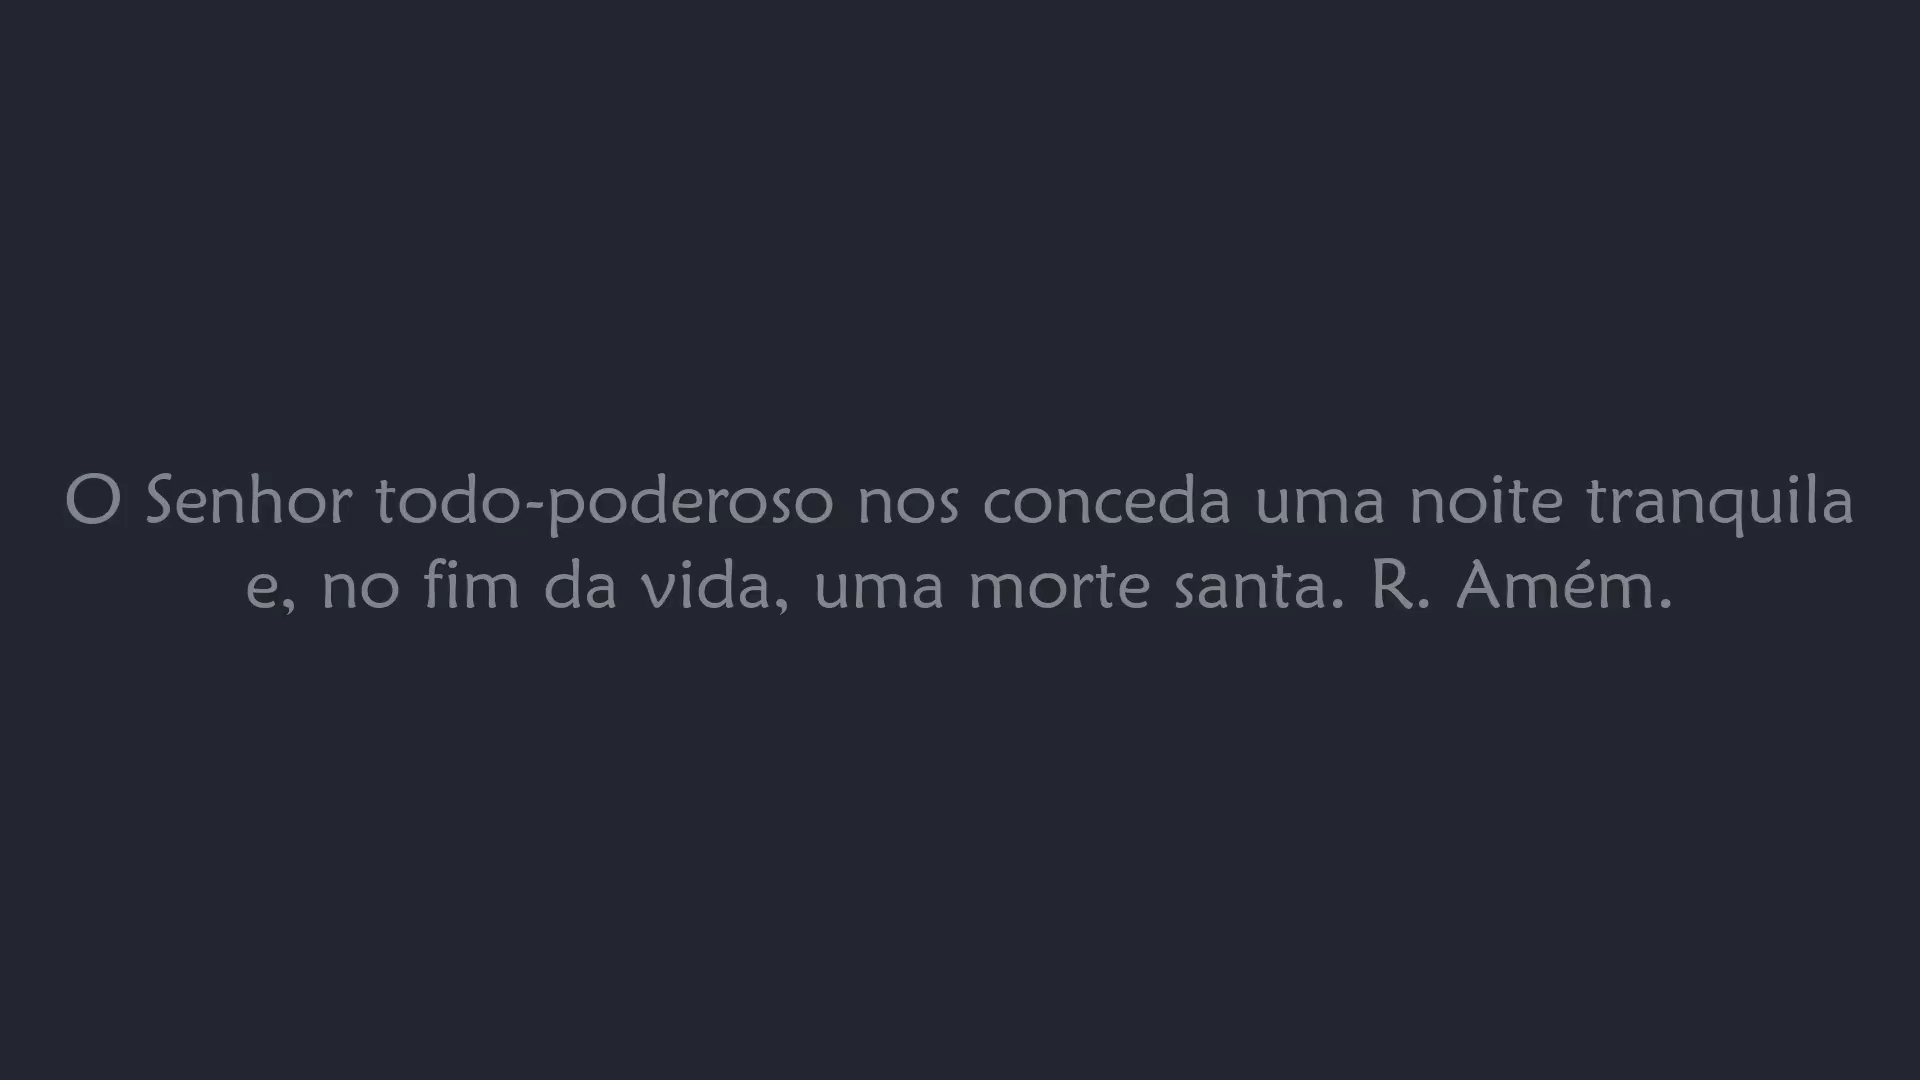 O Senhor todo-poderoso nos conceda uma noite tranquila
e, no fim da vida, uma morte santa. R. Amém.